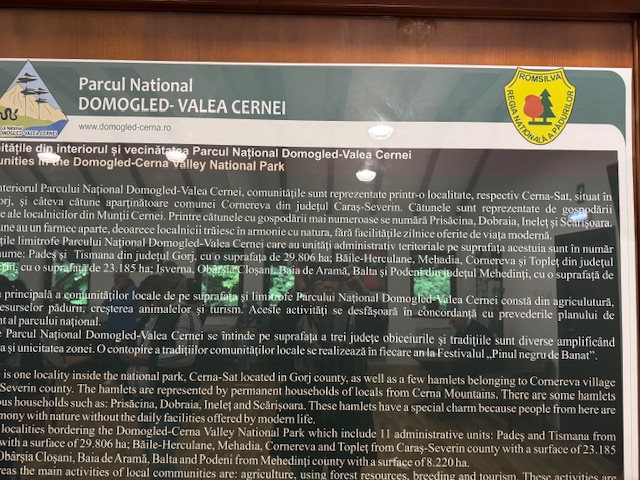 Parcul National
DOMOGLED- VALEA CERNEI
www.domogled-cerna.ro
ROMSILVA
REGIA NATIONALĂ A PĂDURILOR
DOMOGLED VALEA CERNEI
din interiorul și vecinătatea Parcul Național Domogled-Valea Cernei
in the Domogled-Cerna Valley National Park
interiorul Parcului Național Domogled-Valea Cernei, comunitățile sunt reprezentate printr-o localitate, respectiv Cerna-Sat, situat în
și câteva cătune aparținătoare comunei Cornereva din județul Caraș-Severin. Cătunele sunt reprezentate de gospodării
ale localnicilor din Munții Cernei. Printre cătunele cu gospodării mai numeroase se numără Prisăcina, Dobraia, Ineleț și Scărișoara.
au un farmec aparte, deoarece localnicii trăiesc în armonie cu natura, fără facilitățile zilnice oferite de viața modernă.
limitrofe Parcului Național Domogled-Valea Cernei care au unități administrativ teritoriale pe suprafața acestuia sunt în număr
Padeș și Tismana din județul Gorj, cu o suprafață de 29.806 ha; Băile-Herculane, Mehadia, Cornereva și Topleț din județul
cu o suprafață de 23.185 ha; Isverna, Obârșia Cloșani, Baia de Aramă, Balta și Podeni din județul Mehedinți, cu o suprafață de
principală a comunităților locale de pe suprafața și limitrofe Parcului Național Domogled-Valea Cernei constă din agricultură,
pădurii, creșterea animalelor și turism. Aceste activități se desfășoară în concordanță cu prevederile planului de
al parcului național.
Parcul Național Domogled-Valea Cernei se întinde pe suprafața a trei județe obiceiurile și tradițiile sunt diverse amplificând
și unicitatea zonei. O contopire a tradițiilor comunităților locale se realizează în fiecare an la Festivalul „Pinul negru de Banat”.
is one locality inside the national park, Cerna-Sat located in Gorj county, as well as a few hamlets belonging to Cornereva village
Severin county. The hamlets are represented by permanent households of locals from Cerna Mountains. There are some hamlets
households such as: Prisăcina, Dobraia, Ineleț and Scărișoara. These hamlets have a special charm because people from here are
with nature without the daily facilities offered by modern life.
localities bordering the Domogled-Cerna Valley National Park which include 11 administrative units: Padeș and Tismana from
with a surface of 29.806 ha; Băile-Herculane, Mehadia, Cornereva and Topleț from Caraș-Severin county with a surface of 23.185
Obârșia Cloșani, Baia de Aramă, Balta and Podeni from Mehedinți county with a surface of 8.220 ha.
the main activities of local communities are: agriculture, using forest resources, breeding and tourism. These activities are